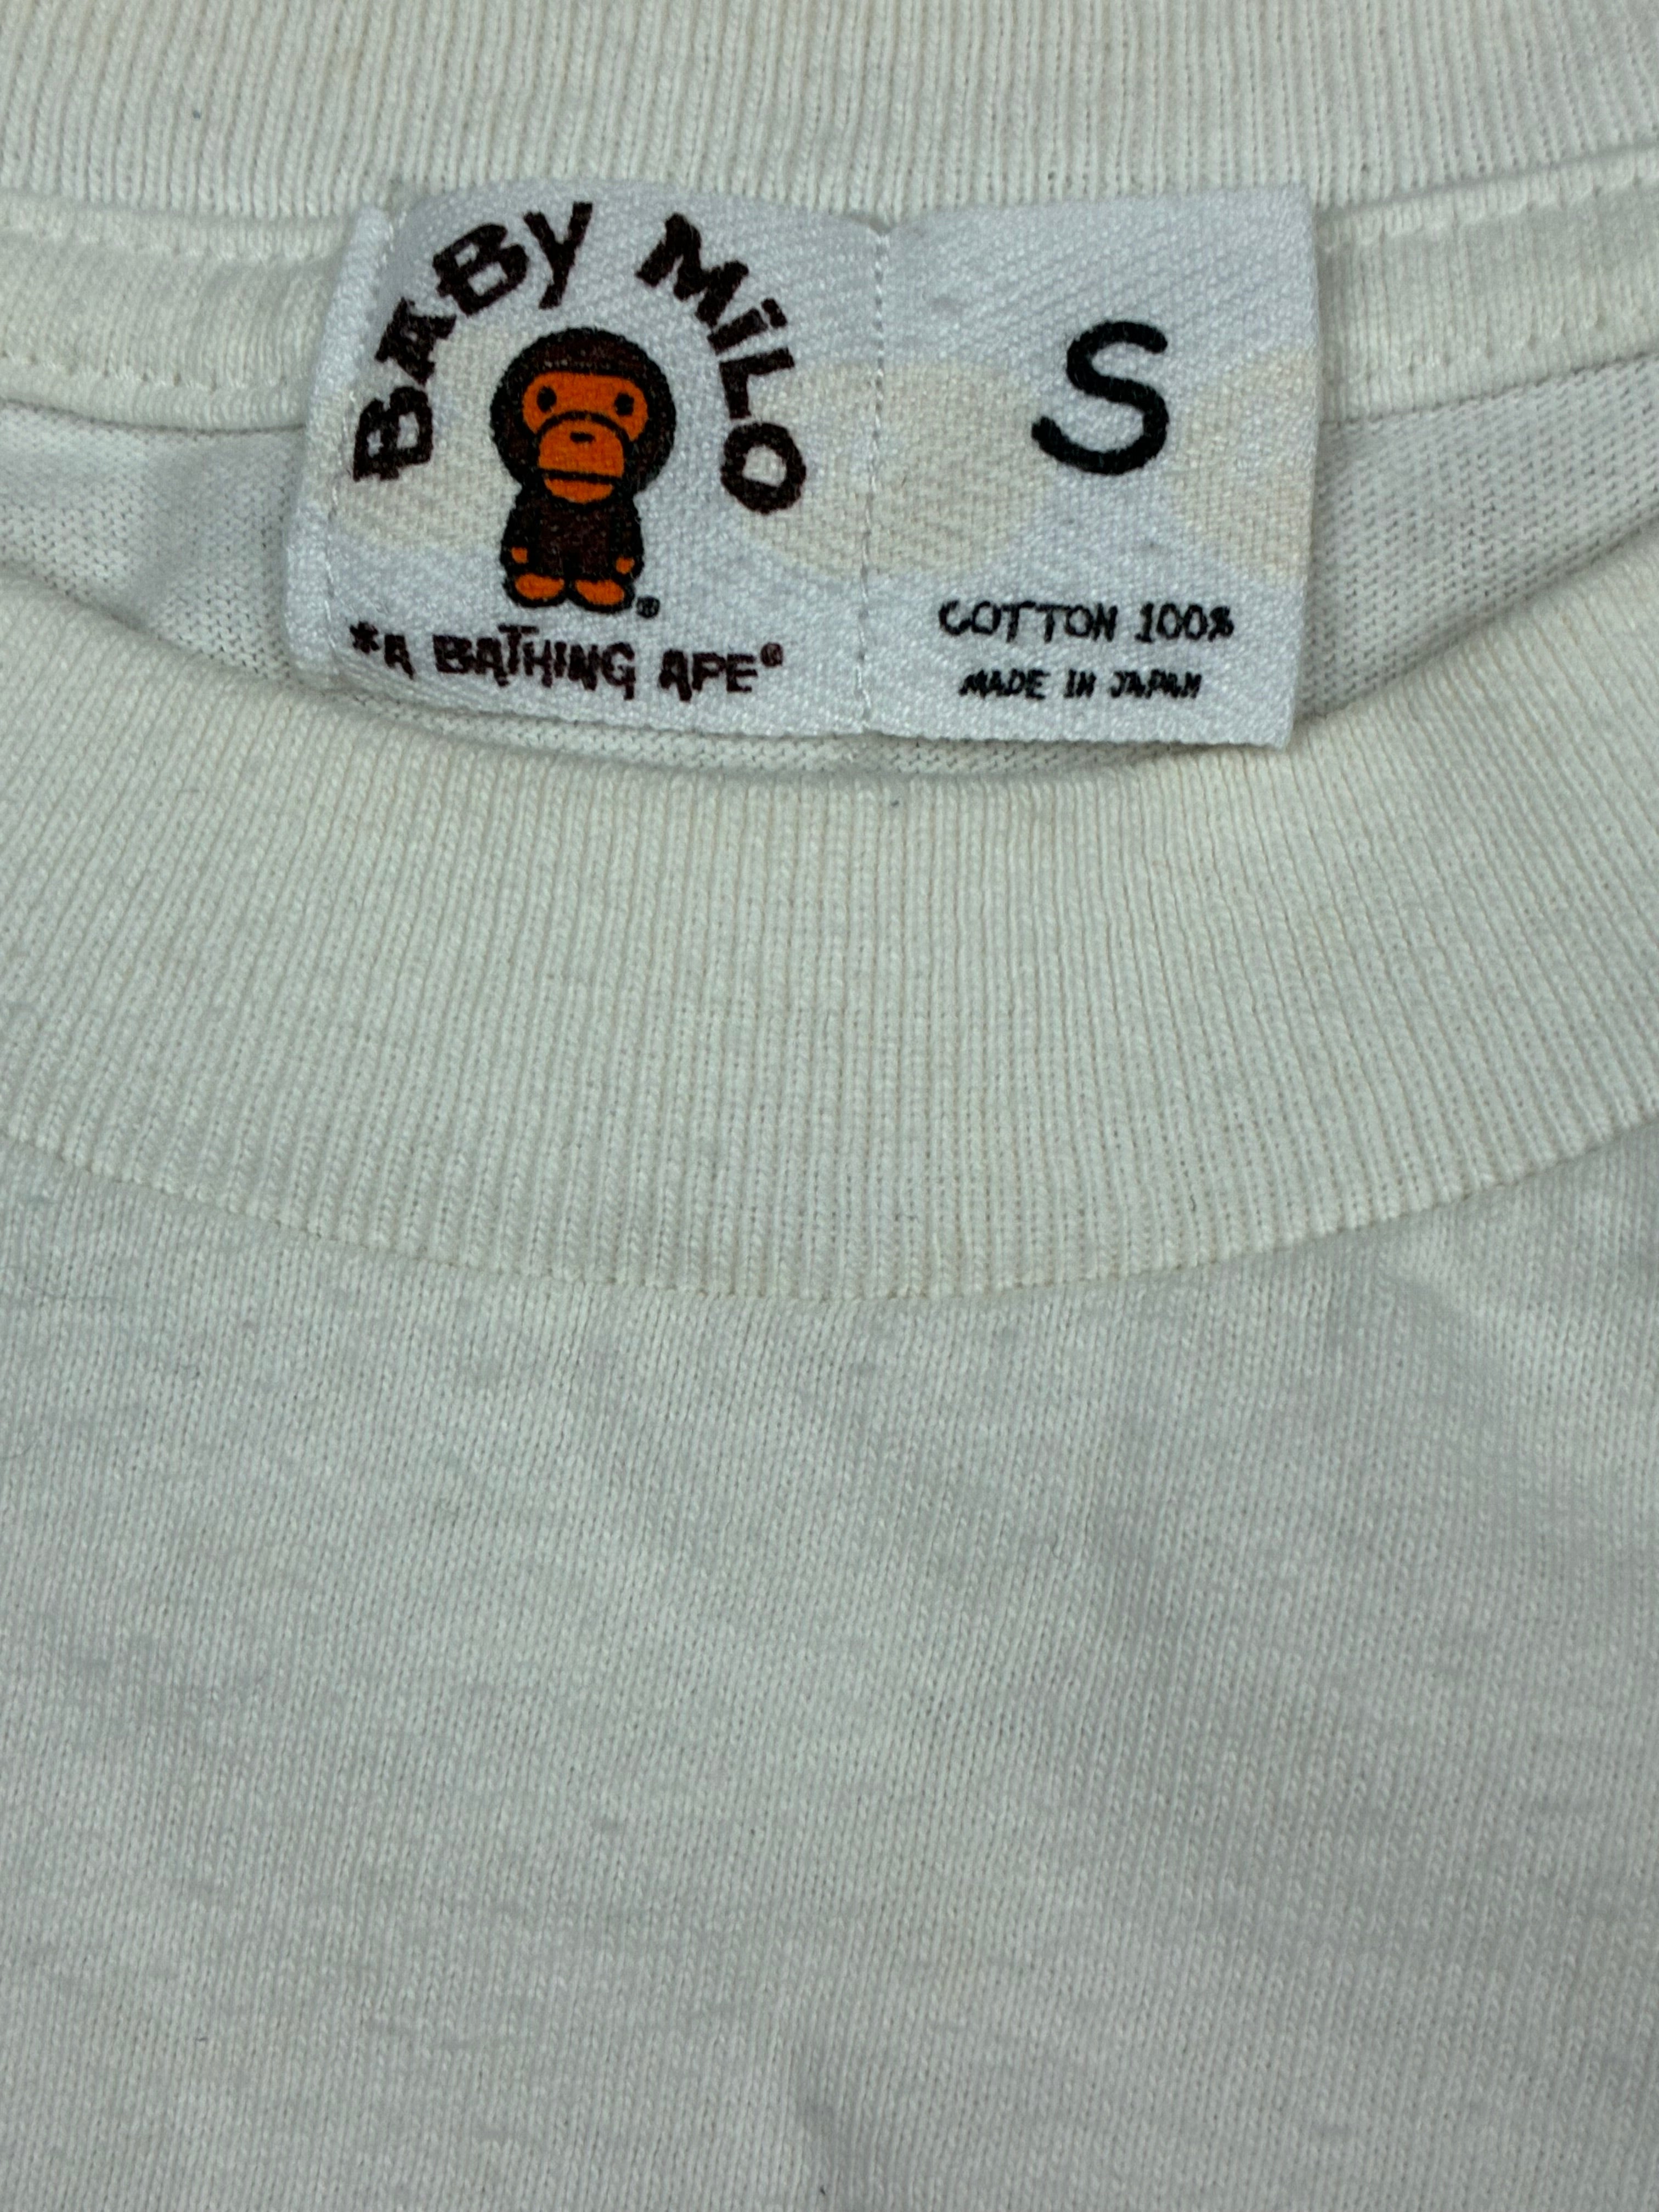 BABY MiLO
®
*A BATHING APE®
S
COTTON 100%
MADE IN JAPAN